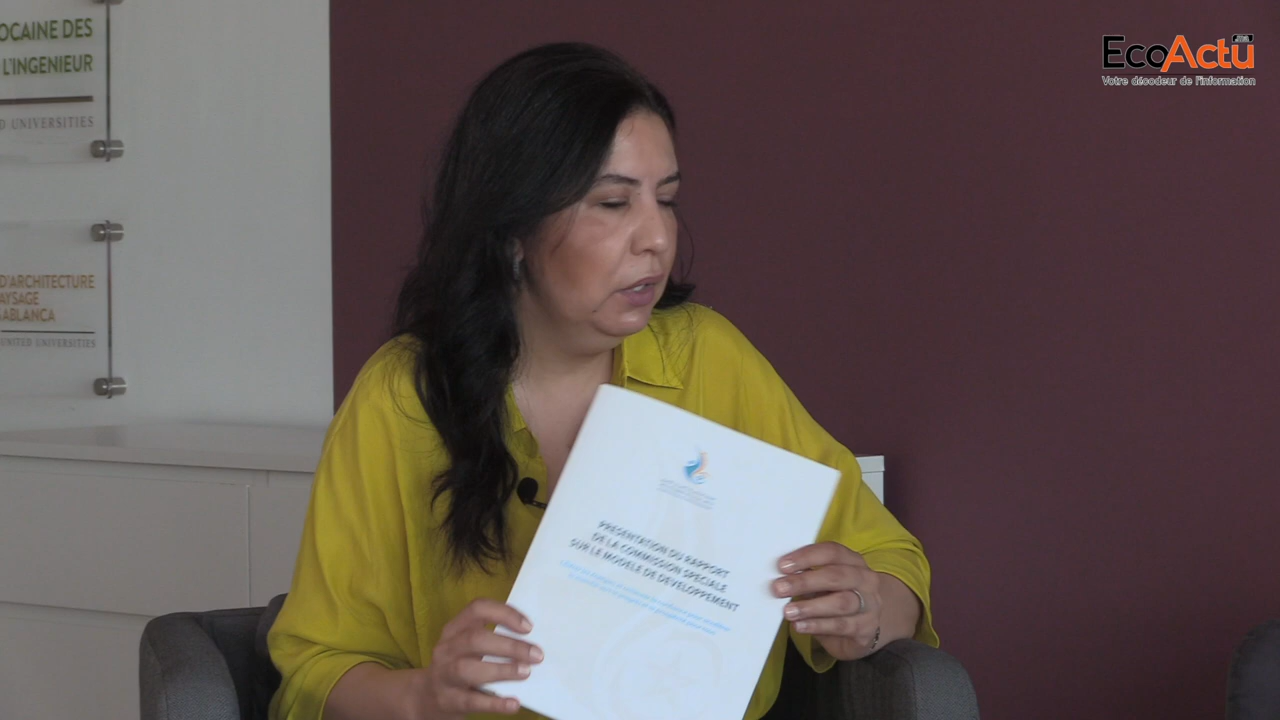 OCAINE DES
L'INGENIEUR
D UNIVERSITIES
D'ARCHITECTURE
AYSAGE
ABLANCA
UNITED UNIVERSITIES
EcoActu
Votre décodeur de l'information
PRESENTATION DU RAPPORT
DE LA COMMISSION SPECIALE
SUR LE MODELE DE DEVELOPPEMENT